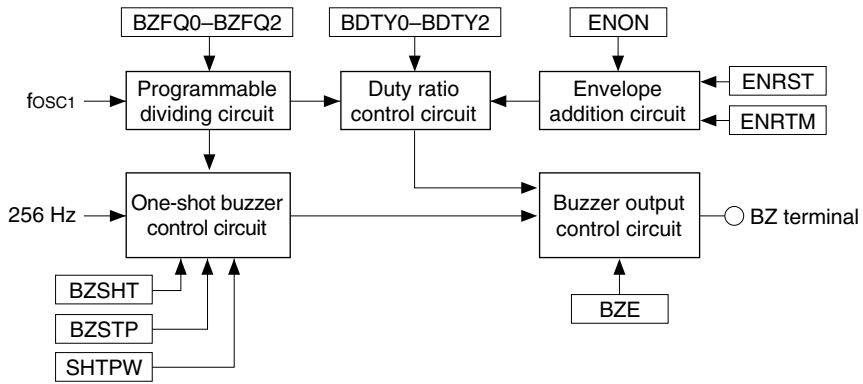 BZFQ0–BZFQ2
BDTY0–BDTY2
ENON
fOSC1
Programmable
dividing circuit
Duty ratio
control circuit
Envelope
addition circuit
ENRST
ENRTM
256 Hz
One-shot buzzer
control circuit
Buzzer output
control circuit
BZ terminal
BZSHT
BZSTP
SHTPW
BZE